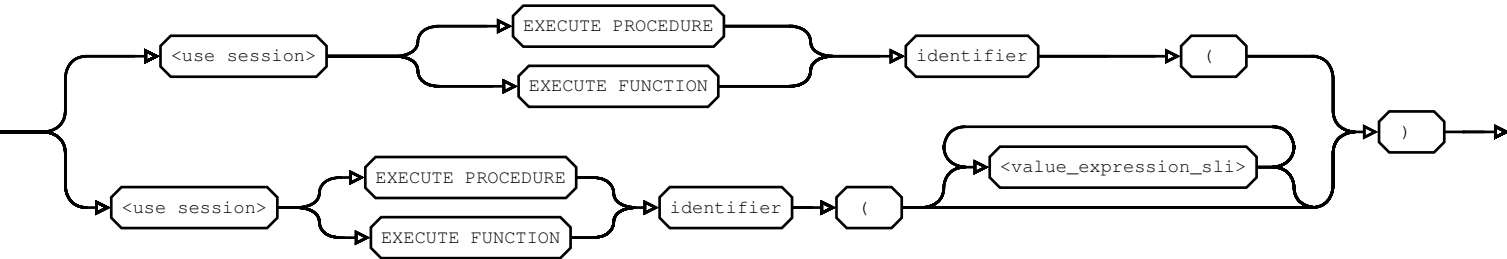 EXECUTE PROCEDURE
<use session> identifier (
EXECUTE FUNCTION
)
<value_expression_sli>
EXECUTE PROCEDURE
<use session> identifier (
EXECUTE FUNCTION